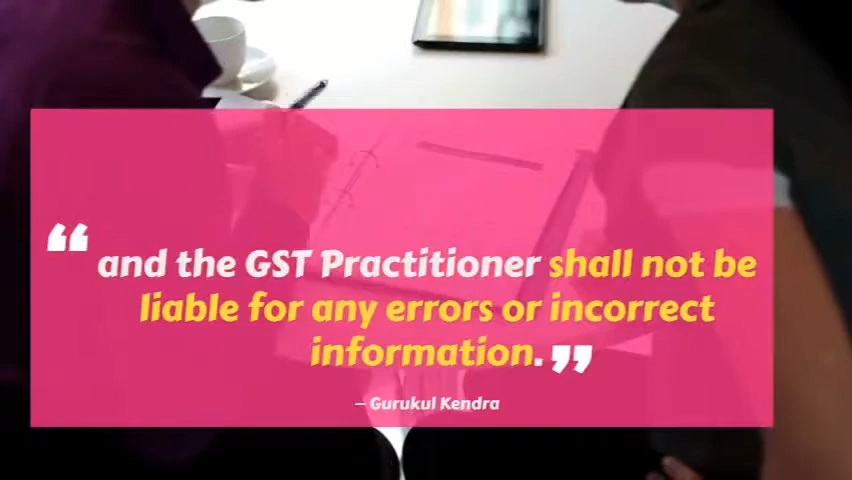 “ and the GST Practitioner shall not be
liable for any errors or incorrect
information. ”
– Gurukul Kendra